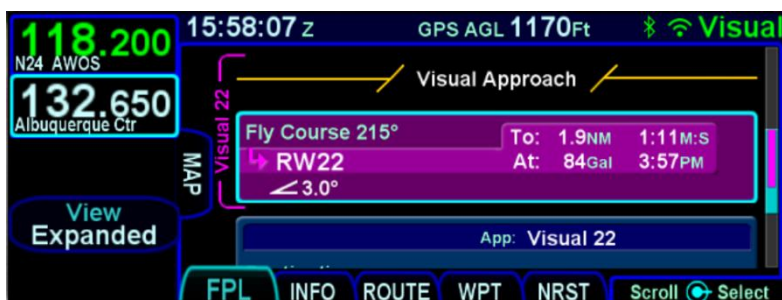 118.200
N24 AWOS
132.650
Albuquerque Ctr
View
Expanded
MAP
15:58:07 Z
GPS AGL 1170Ft
Visual
Visual 22
Visual Approach
Fly Course 215°
RW22
3.0°
To: 1.9NM 1:11M:S
At: 84Gal 3:57PM
App: Visual 22
FPL
INFO
ROUTE
WPT
NRST
Scroll Select